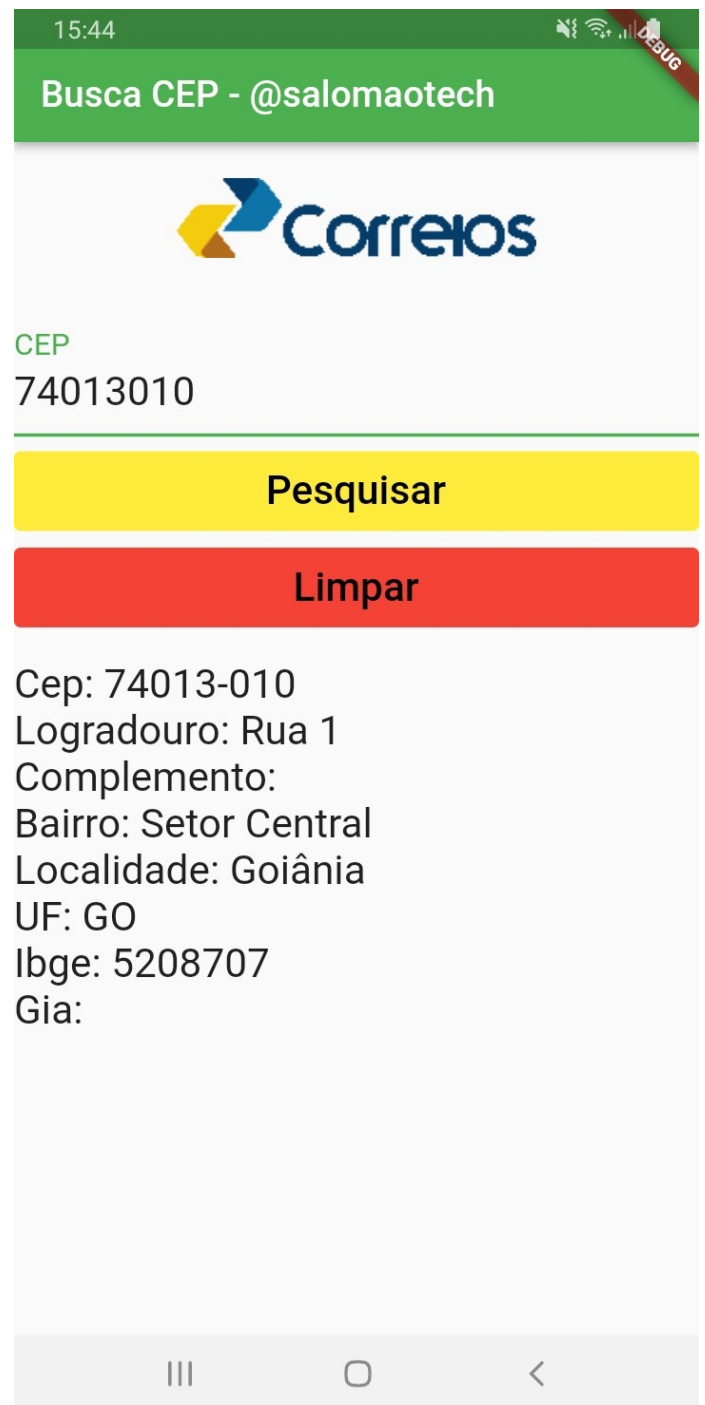 15:44
DEBUG
Busca CEP - @salomaotech
Correios
CEP
74013010
Pesquisar
Limpar
Cep: 74013-010
Logradouro: Rua 1
Complemento:
Bairro: Setor Central
Localidade: Goiânia
UF: GO
Ibge: 5208707
Gia: